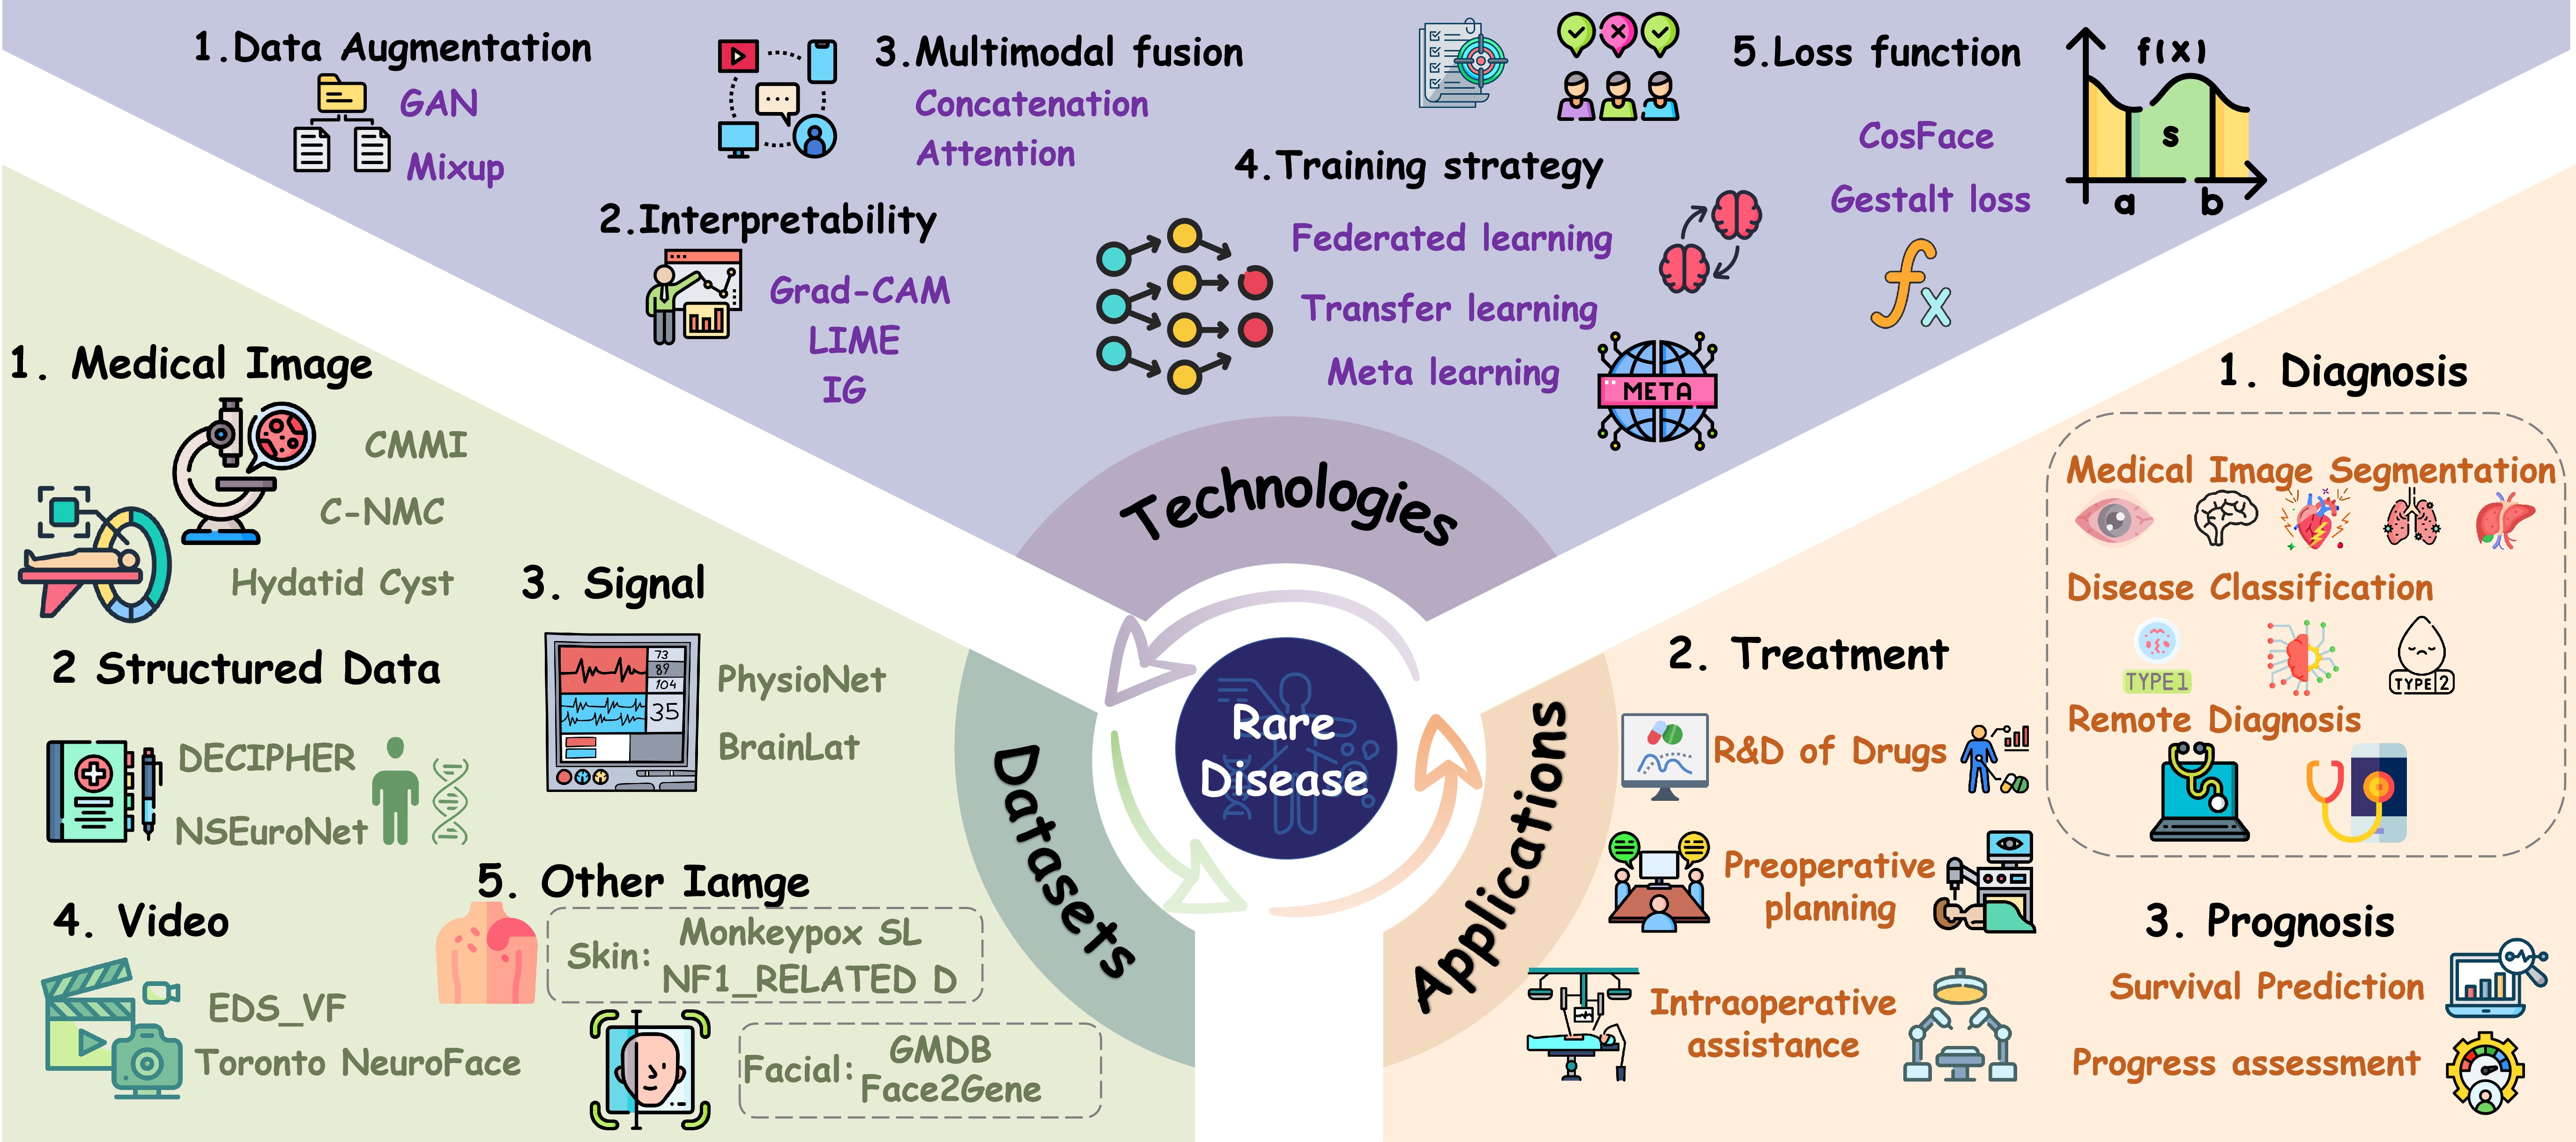 1.Data Augmentation
GAN
Mixup
2.Interpretability
Grad-CAM
LIME
IG
3.Multimodal fusion
Concatenation
Attention
4.Training strategy
Federated learning
Transfer learning
Meta learning
META
5.Loss function
CosFace
Gestalt loss
f(x)
s
a
b
fx
Technologies
1. Medical Image
CMMI
C-NMC
Hydatid Cyst
2 Structured Data
DECIPHER
NSEuroNet
3. Signal
73
89
104
35
PhysioNet
BrainLat
4. Video
EDS_VF
Toronto NeuroFace
5. Other Iamge
Skin:
Monkeypox SL
NF1_RELATED D
Facial:
GMDB
Face2Gene
Datasets
Rare
Disease
Applications
1. Diagnosis
Medical Image Segmentation
Disease Classification
TYPE1
TYPE2
Remote Diagnosis
2. Treatment
R&D of Drugs
Preoperative
planning
Intraoperative
assistance
3. Prognosis
Survival Prediction
Progress assessment